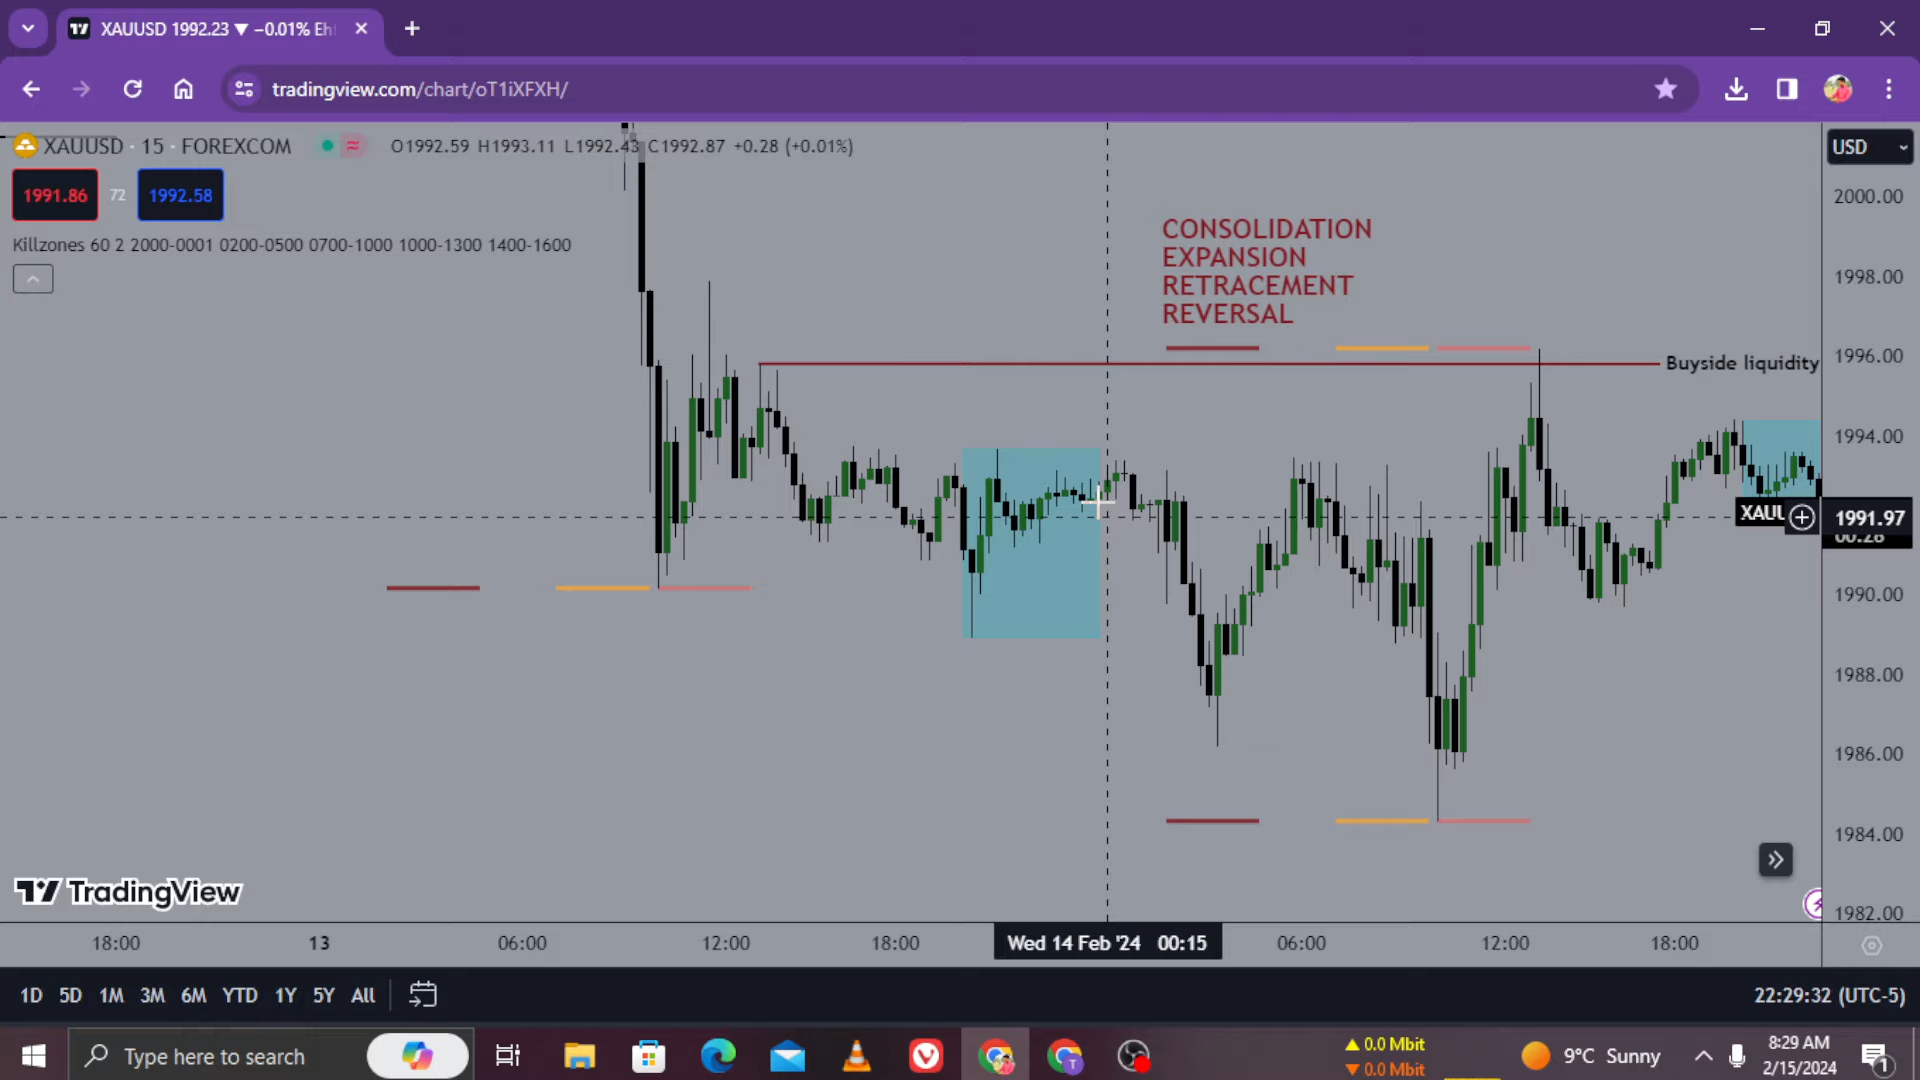 XAUUSD 1992.23 ▼ −0.01% Eh
tradingview.com/chart/oT1iXFXH/
XAUUSD · 15 · FOREXCOM O1992.59 H1993.11 L1992.43 C1992.87 +0.28 (+0.01%)
USD
1991.86 72 1992.58
Killzones 60 2 2000-0001 0200-0500 0700-1000 1000-1300 1400-1600
CONSOLIDATION
EXPANSION
RETRACEMENT
REVERSAL
Buyside liquidity
2000.00
1998.00
1996.00
1994.00
XAU
1991.97
00:28
1990.00
1988.00
1986.00
1984.00
1982.00
TradingView
18:00 13 06:00 12:00 18:00 Wed 14 Feb '24 00:15 06:00 12:00 18:00
1D 5D 1M 3M 6M YTD 1Y 5Y All 22:29:32 (UTC-5)
Type here to search
▲ 0.0 Mbit
▼ 0.0 Mbit
9°C Sunny
8:29 AM
2/15/2024
1